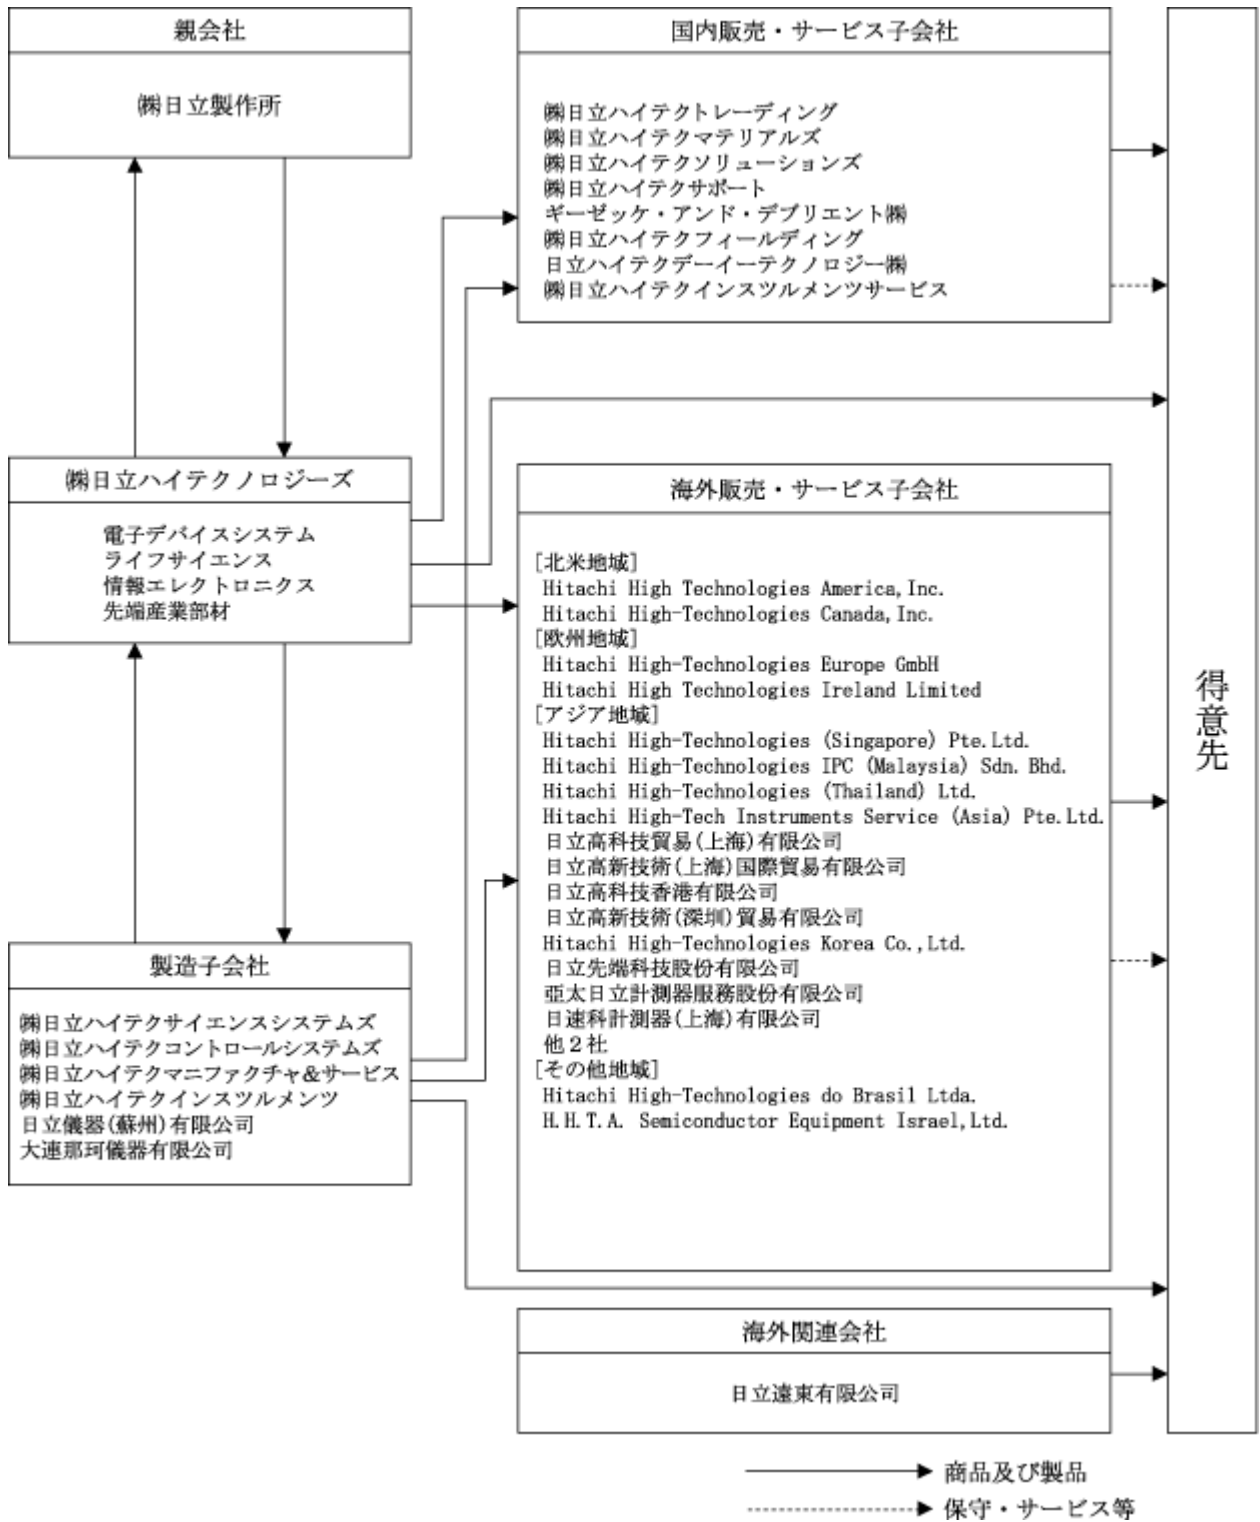 親会社
㈱日立製作所
国内販売・サービス子会社
㈱日立ハイテクトレーディング
㈱日立ハイテクマテリアルズ
㈱日立ハイテクソリューションズ
㈱日立ハイテクサポート
ギーゼッケ・アンド・デブリエント㈱
㈱日立ハイテクフィールディング
日立ハイテクデーイーテクノロジー㈱
㈱日立ハイテクインスツルメンツサービス
㈱日立ハイテクノロジーズ
電子デバイスシステム
ライフサイエンス
情報エレクトロニクス
先端産業部材
海外販売・サービス子会社
[北米地域]
Hitachi High Technologies America,Inc.
Hitachi High-Technologies Canada,Inc.
[欧州地域]
Hitachi High-Technologies Europe GmbH
Hitachi High Technologies Ireland Limited
[アジア地域]
Hitachi High-Technologies (Singapore) Pte.Ltd.
Hitachi High-Technologies IPC (Malaysia) Sdn.Bhd.
Hitachi High-Technologies (Thailand) Ltd.
Hitachi High-Tech Instruments Service (Asia) Pte.Ltd.
日立高科技貿易(上海)有限公司
日立高新技術(上海)国際貿易有限公司
日立高科技香港有限公司
日立高新技術(深圳)貿易有限公司
Hitachi High-Technologies Korea Co.,Ltd.
日立先端科技股份有限公司
亜太日立計測器服務股份有限公司
日速科計測器(上海)有限公司
他２社
[その他地域]
Hitachi High-Technologies do Brasil Ltda.
H.H.T.A. Semiconductor Equipment Israel,Ltd.
製造子会社
㈱日立ハイテクサイエンスシステムズ
㈱日立ハイテクコントロールシステムズ
㈱日立ハイテクマニファクチャ&サービス
㈱日立ハイテクインスツルメンツ
日立儀器(蘇州)有限公司
大連那珂儀器有限公司
海外関連会社
日立遠東有限公司
得意先
商品及び製品
保守・サービス等